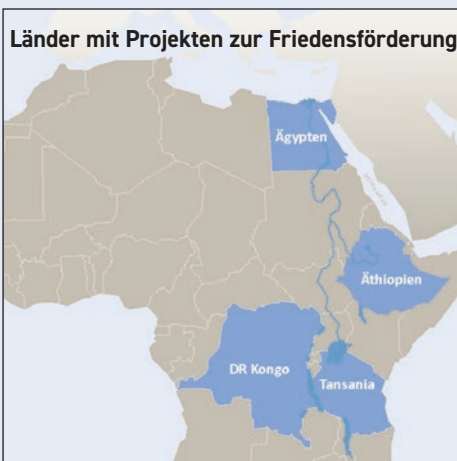 Länder mit Projekten zur Friedensförderung
Ägypten
Äthiopien
DR Kongo
Tansania